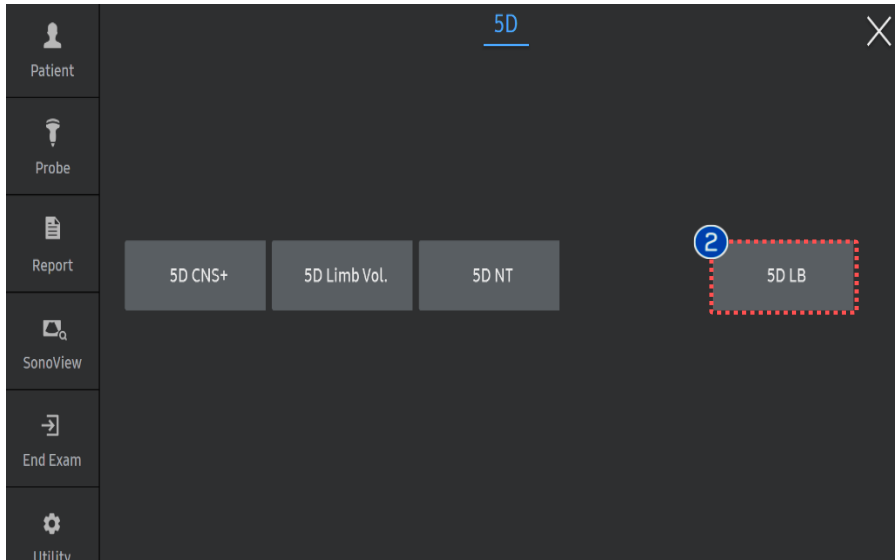 5D
Patient
Probe
Report
SonoView
End Exam
Utility
5D CNS+
5D Limb Vol.
5D NT
2
5D LB